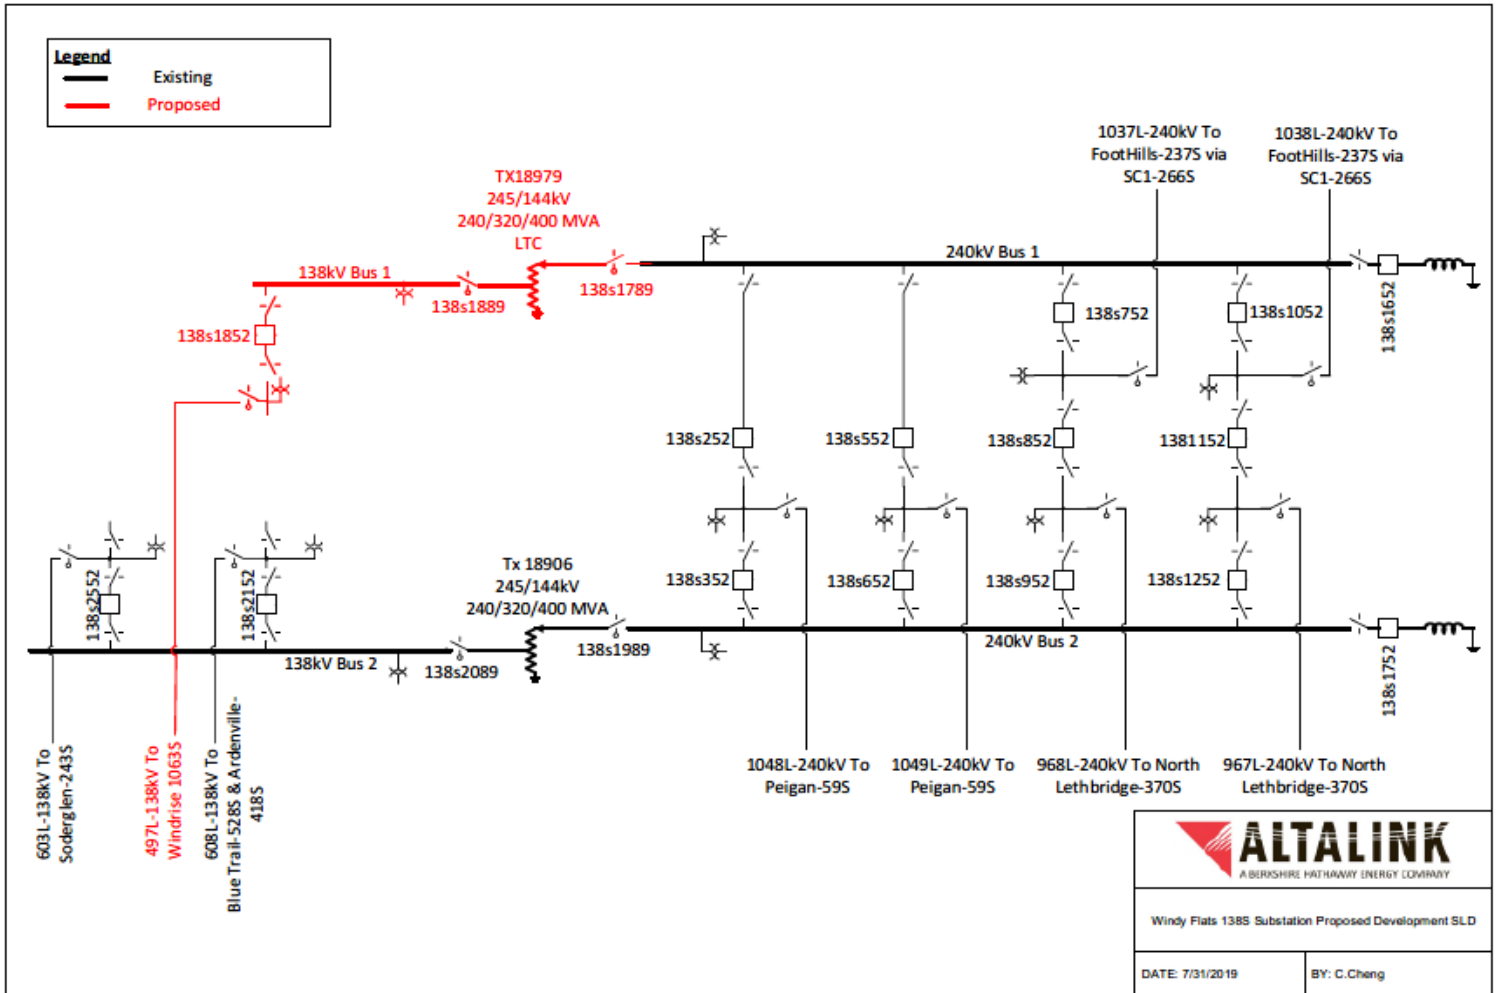 Legend
Existing
Proposed
1037L-240kV To
FootHills-237S via
SC1-266S
1038L-240kV To
FootHills-237S via
SC1-266S
TX18979
245/144kV
240/320/400 MVA
LTC
138kV Bus 1
138s1889
138s1789
240kV Bus 1
138s1852
138s752
138s1052
138s1652
138s252
138s552
138s852
1381152
138s2552
138s2152
Tx 18906
245/144kV
240/320/400 MVA
138s352
138s652
138s952
138s1252
138kV Bus 2
138s2089
138s1989
240kV Bus 2
138s1752
603L-138kV To
Soderglen-243S
497L-138kV To
Windrise 1063S
608L-138kV To
Blue Trail-528S & Ardenville-
418S
1048L-240kV To
Peigan-59S
1049L-240kV To
Peigan-59S
968L-240kV To North
Lethbridge-370S
967L-240kV To North
Lethbridge-370S
ALTALINK
A BERKSHIRE HATHAWAY ENERGY COMPANY
Windy Flats 138S Substation Proposed Development SLD
DATE: 7/31/2019
BY: C.Cheng